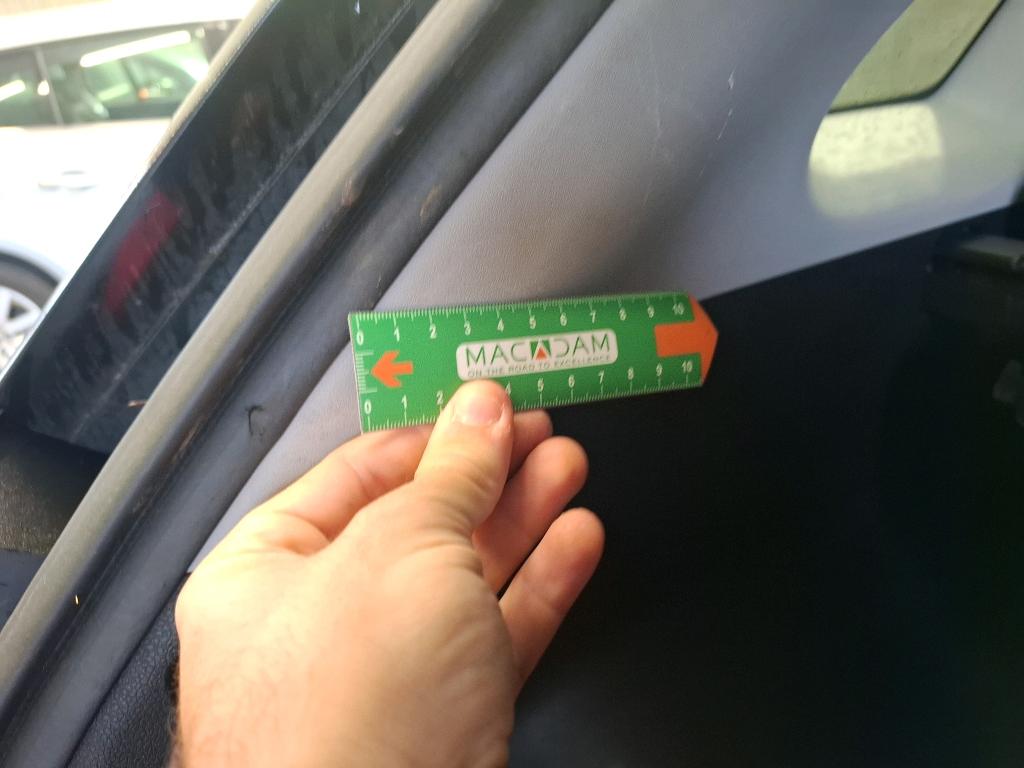 0 1 2 3 4 5 6 7 8 9 10
MACADAM
ON THE ROAD TO EXCELLENCE
0 1 2 4 5 6 7 8 9 10